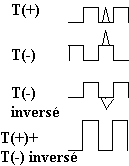 T(+)
T(-)
T(-)
inversé
T(+)+
T(-) inversé